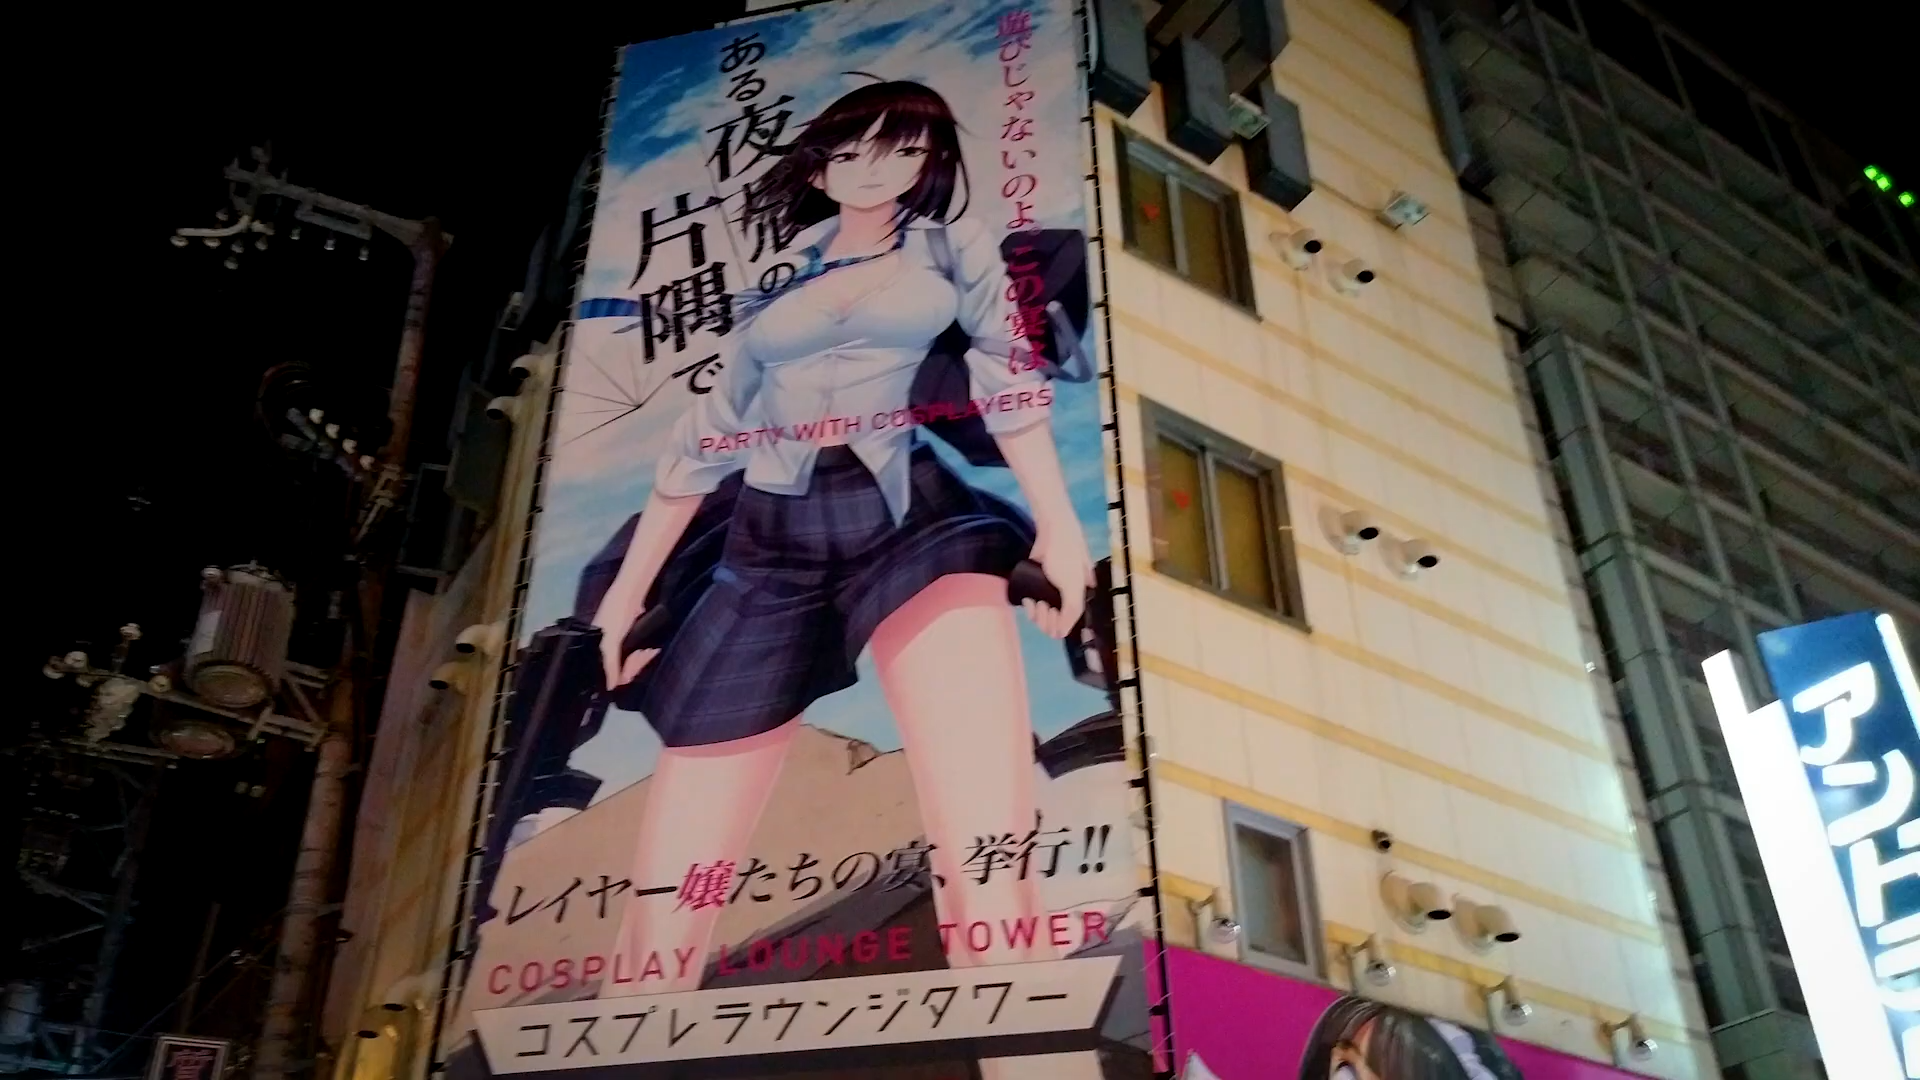 遊びじゃないのよ、この宴は
ある夜
の
片隅で
PARTY WITH COSPLAYERS
レイヤー嬢たちの宴、挙行!!
COSPLAY LOUNGE TOWER
コスプレラウンジタワー
アントニ